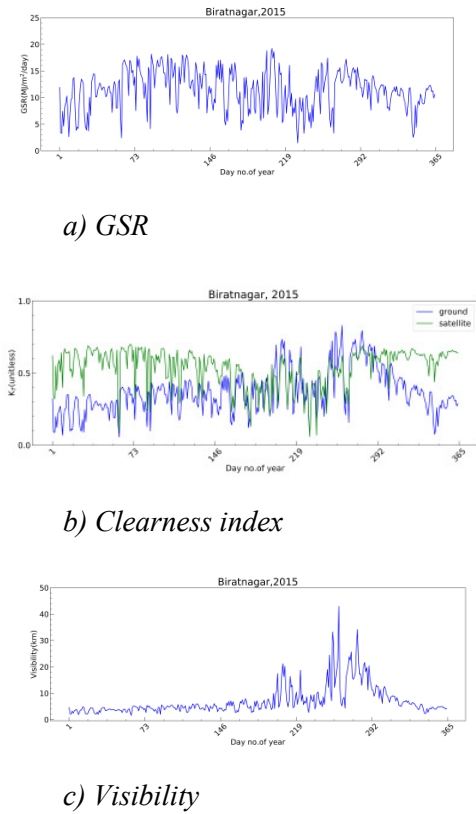 Biratnagar,2015
GSR(MJ/m²/day)
25
20
15
10
5
0
1 73 146 219 292 365
Day no.of year
a) GSR
Biratnagar, 2015
ground
satellite
Kₜ(unitless)
1.0
0.5
0.0
1 73 146 219 292 365
Day no.of year
b) Clearness index
Biratnagar,2015
Visibility(km)
50
40
30
20
10
0
1 73 146 219 292 365
Day no.of year
c) Visibility